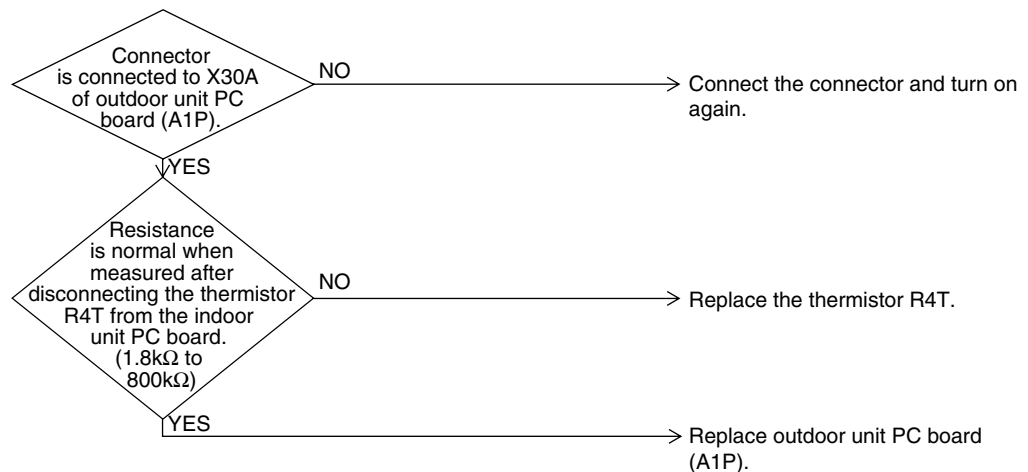 Connector
is connected to X30A
of outdoor unit PC
board (A1P).
NO
Connect the connector and turn on
again.
YES
Resistance
is normal when
measured after
disconnecting the thermistor
R4T from the indoor
unit PC board.
(1.8kΩ to
800kΩ)
NO
Replace the thermistor R4T.
YES
Replace outdoor unit PC board
(A1P).